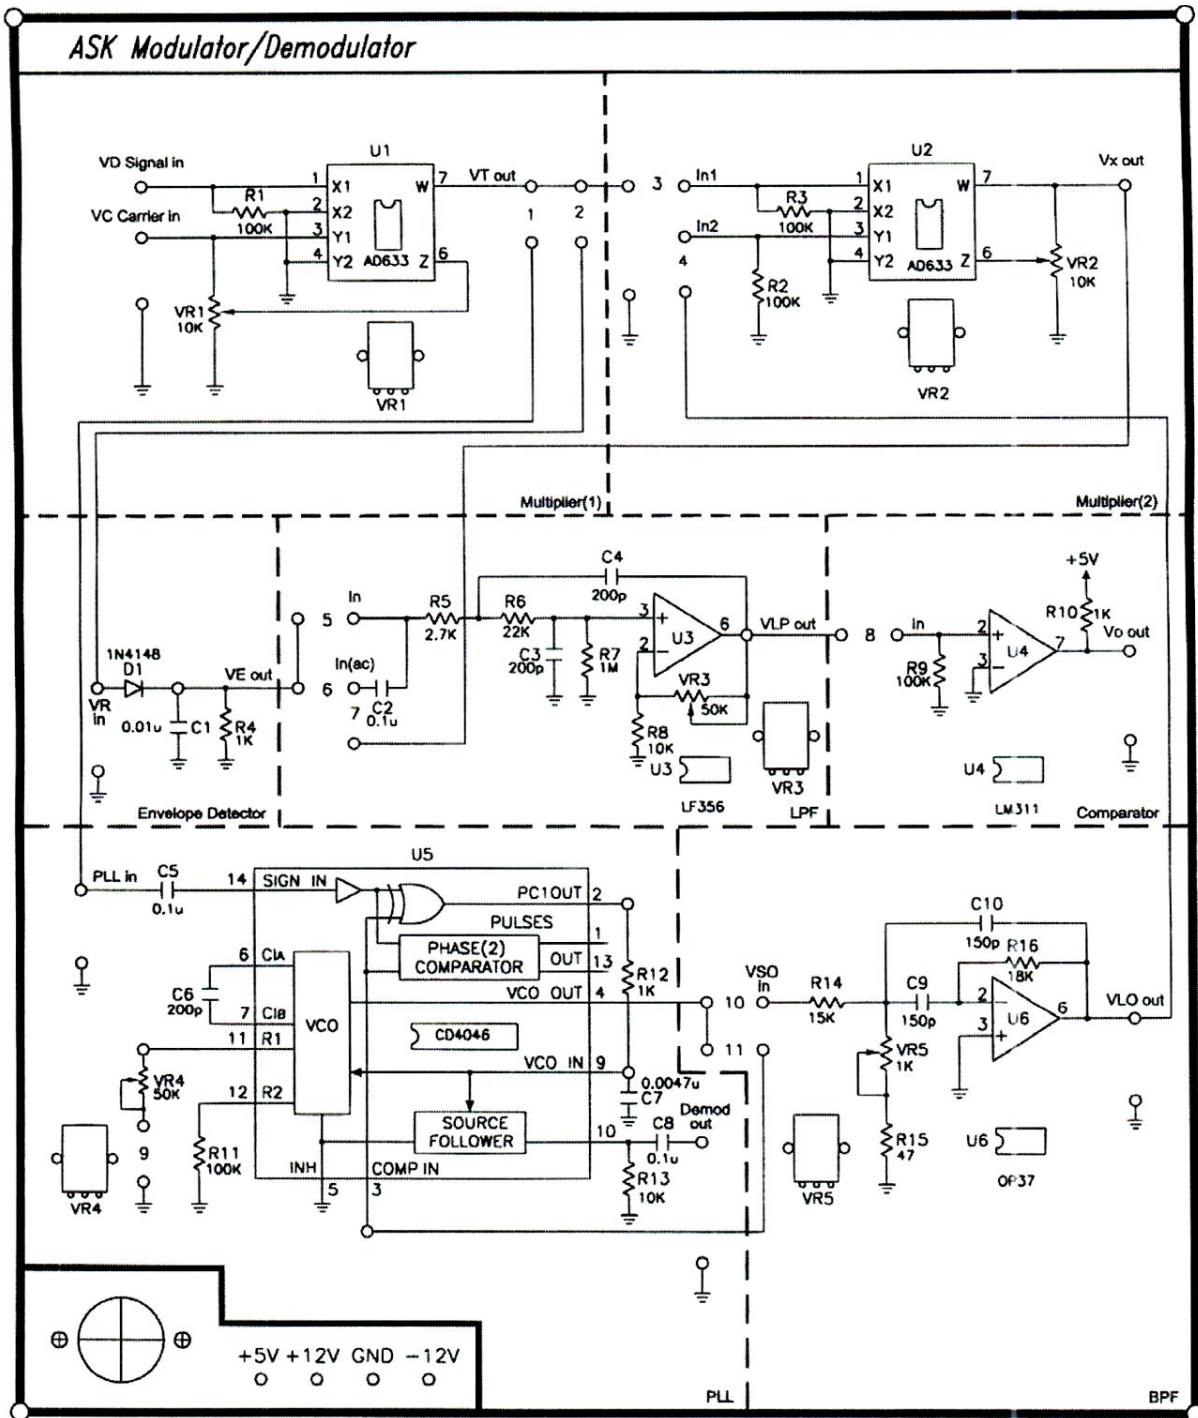 ASK Modulator/Demodulator
VD Signal in
VC Carrier in
R1
100K
U1
1 X1
2 X2
3 Y1
4 Y2
W 7
Z 6
AD633
VT out
1
2
VR1
10K
VR1
Multiplier(1)
3
In1
In2
4
R3
100K
R2
100K
U2
1 X1
2 X2
3 Y1
4 Y2
W 7
Z 6
AD633
Vx out
VR2
10K
VR2
Multiplier(2)
1N4148
D1
VR
in
0.01u
C1
R4
1K
VE out
Envelope Detector
5
In
6
In(ac)
7
C2
0.1u
R5
2.7K
R6
22K
C4
200p
C3
200p
R7
1M
3
+
2
−
U3
6
VLP out
VR3
50K
R8
10K
U3
LF356
VR3
LPF
8
In
R9
100K
2
+
3
−
U4
7
+5V
R10
1K
Vo out
U4
LM311
Comparator
PLL in
C5
0.1u
U5
14 SIGN IN
PC1OUT 2
PULSES
1
PHASE(2)
COMPARATOR
OUT 13
6 CIA
C6
200p
7 CIB
VCO
VCO OUT 4
CD4046
11 R1
VR4
50K
12 R2
R11
100K
9
VR4
VCO IN 9
SOURCE
FOLLOWER
10
INH
5
COMP IN
3
R12
1K
0.0047u
C7
Demod
out
C8
0.1u
R13
10K
PLL
10
VSO
in
11
R14
15K
C10
150p
R16
18K
C9
150p
2
−
3
+
U6
6
VLO out
VR5
1K
R15
47
VR5
U6
OP37
BPF
+5V +12V GND -12V